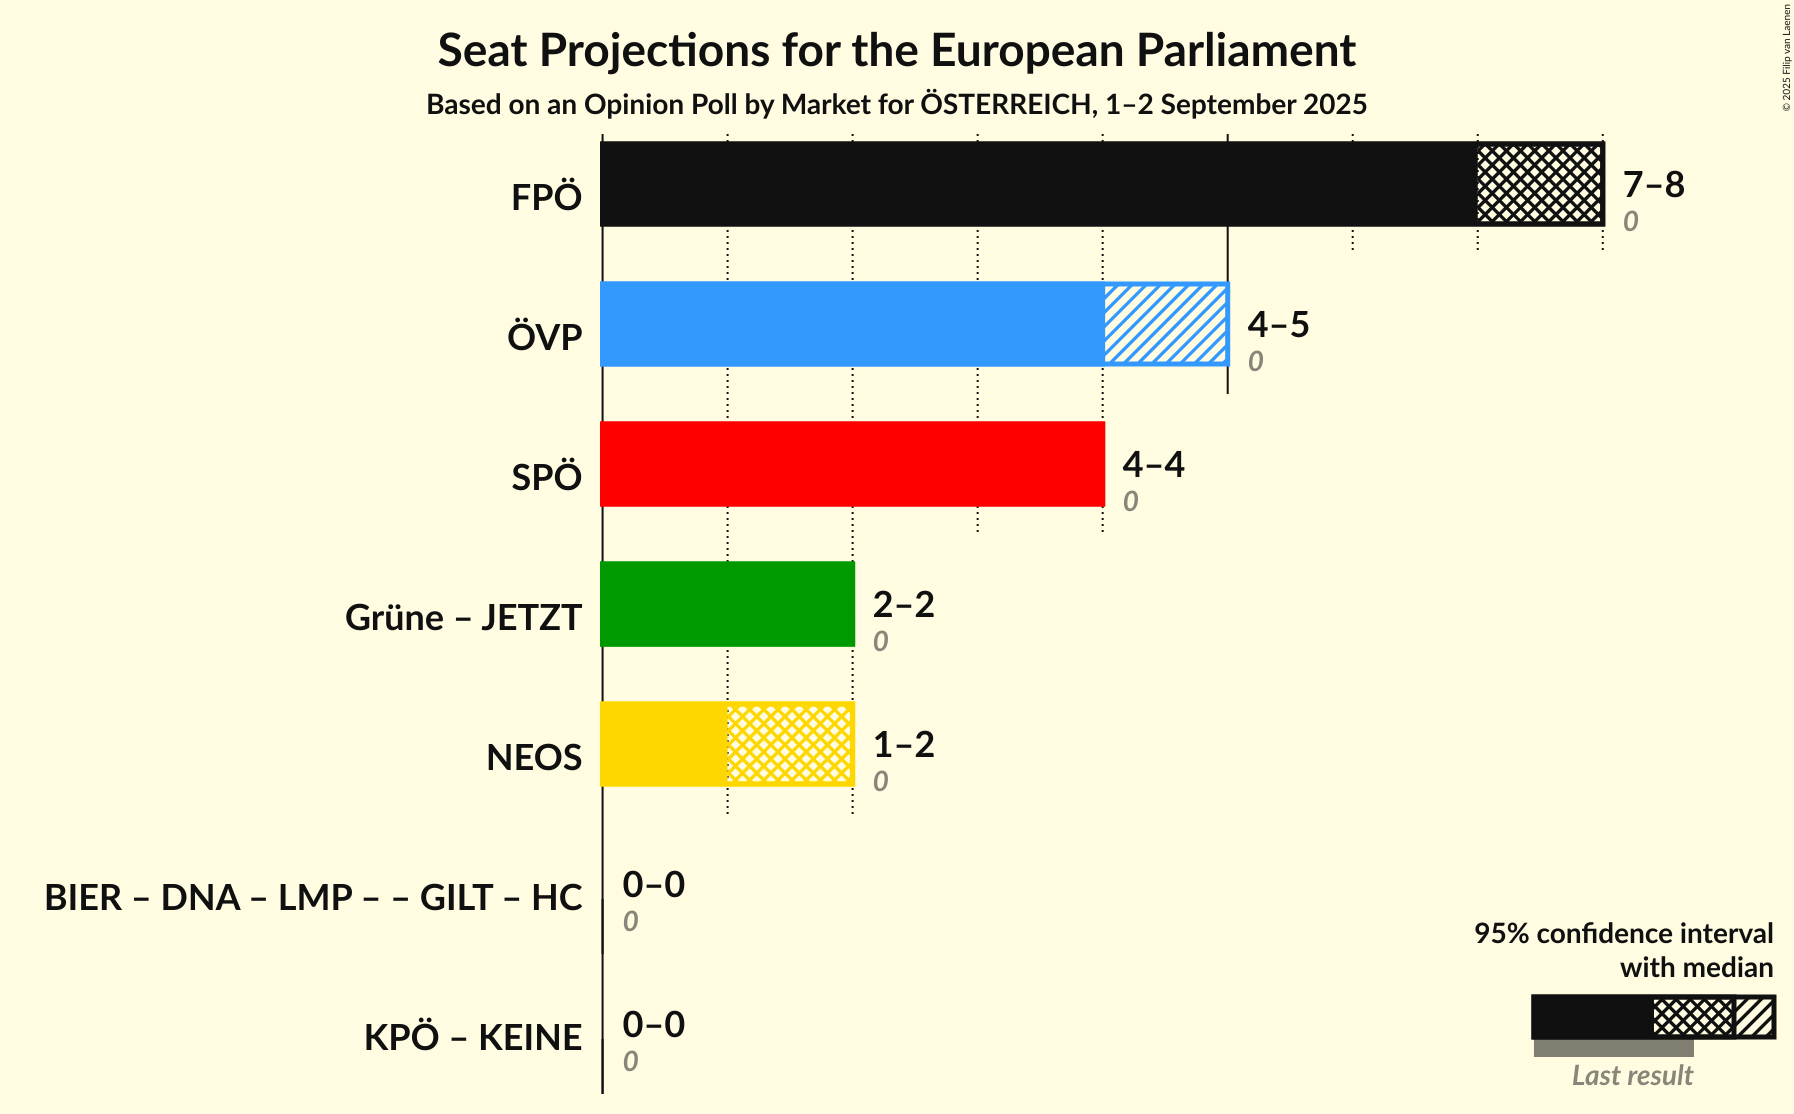 Seat Projections for the European Parliament
Based on an Opinion Poll by Market for ÖSTERREICH, 1–2 September 2025
© 2025 Filip van Laenen
FPÖ
7–8
0
ÖVP
4–5
0
SPÖ
4–4
0
Grüne – JETZT
2–2
0
NEOS
1–2
0
BIER – DNA – LMP – – GILT – HC
0–0
0
KPÖ – KEINE
0–0
0
95% confidence interval
with median
Last result